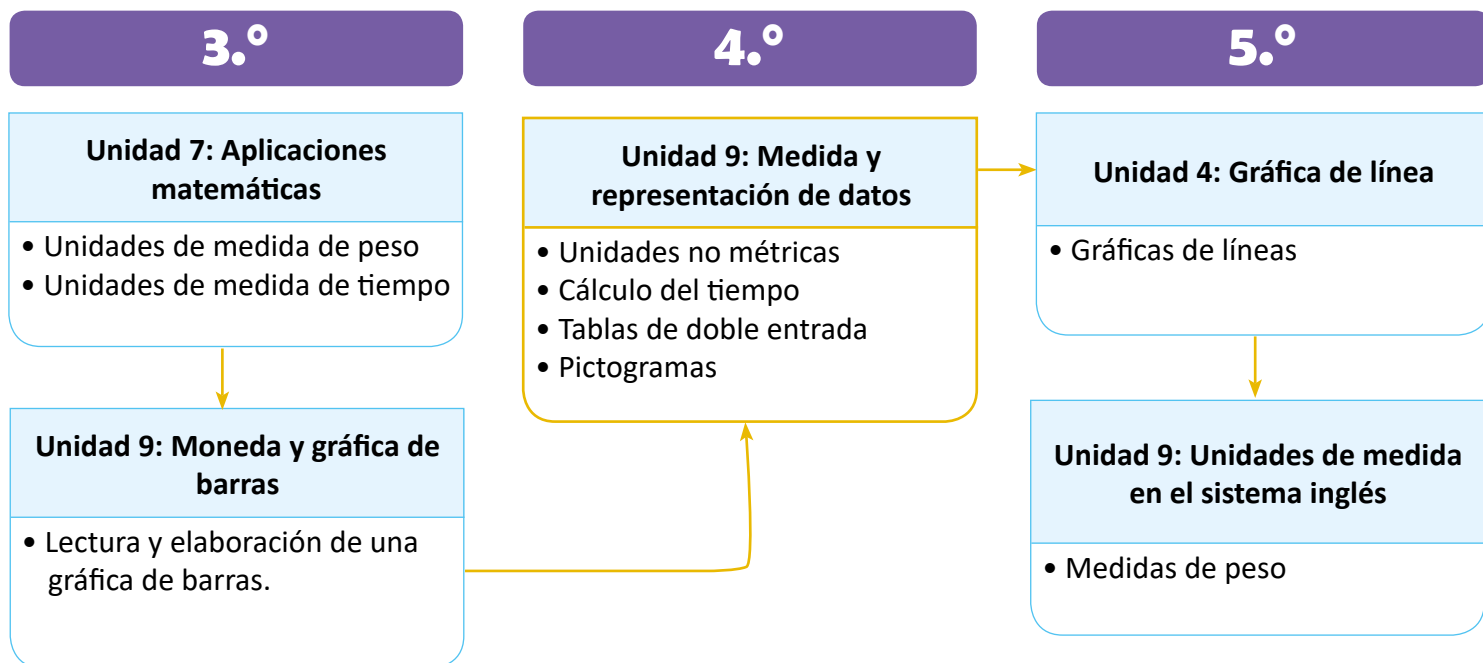 3.º
Unidad 7: Aplicaciones
matemáticas
• Unidades de medida de peso
• Unidades de medida de tiempo
Unidad 9: Moneda y gráfica de
barras
• Lectura y elaboración de una
gráfica de barras.
4.º
Unidad 9: Medida y
representación de datos
• Unidades no métricas
• Cálculo del tiempo
• Tablas de doble entrada
• Pictogramas
5.º
Unidad 4: Gráfica de línea
• Gráficas de líneas
Unidad 9: Unidades de medida
en el sistema inglés
• Medidas de peso